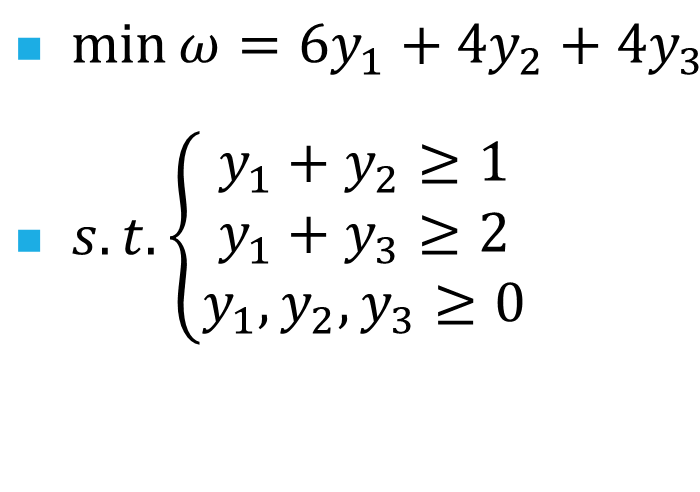 ▪ min ω = 6y₁ + 4y₂ + 4y₃
y₁ + y₂ ≥ 1
▪ s.t. { y₁ + y₃ ≥ 2
y₁, y₂, y₃ ≥ 0